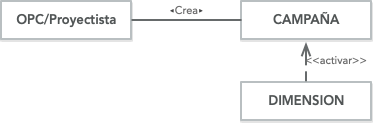 OPC/Proyectista
◂Crea▸
CAMPAÑA
<<activar>>
DIMENSION